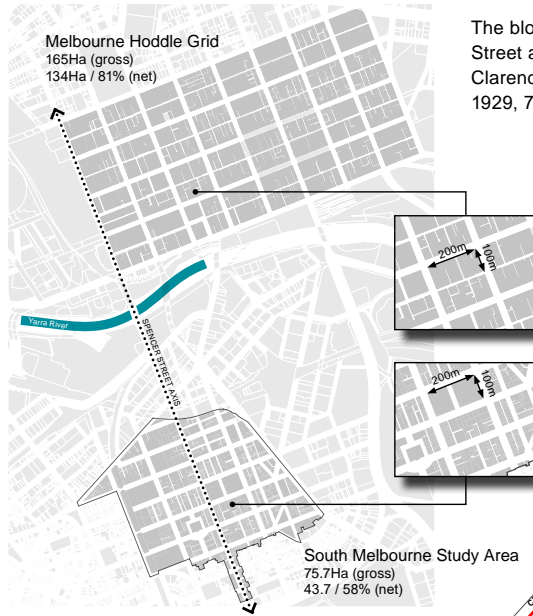 Melbourne Hoddle Grid
165Ha (gross)
134Ha / 81% (net)
The blo
Street a
Clarenc
1929, 7
200m
100m
Yarra River
SPENCER STREET AXIS
200m
100m
South Melbourne Study Area
75.7Ha (gross)
43.7 / 58% (net)